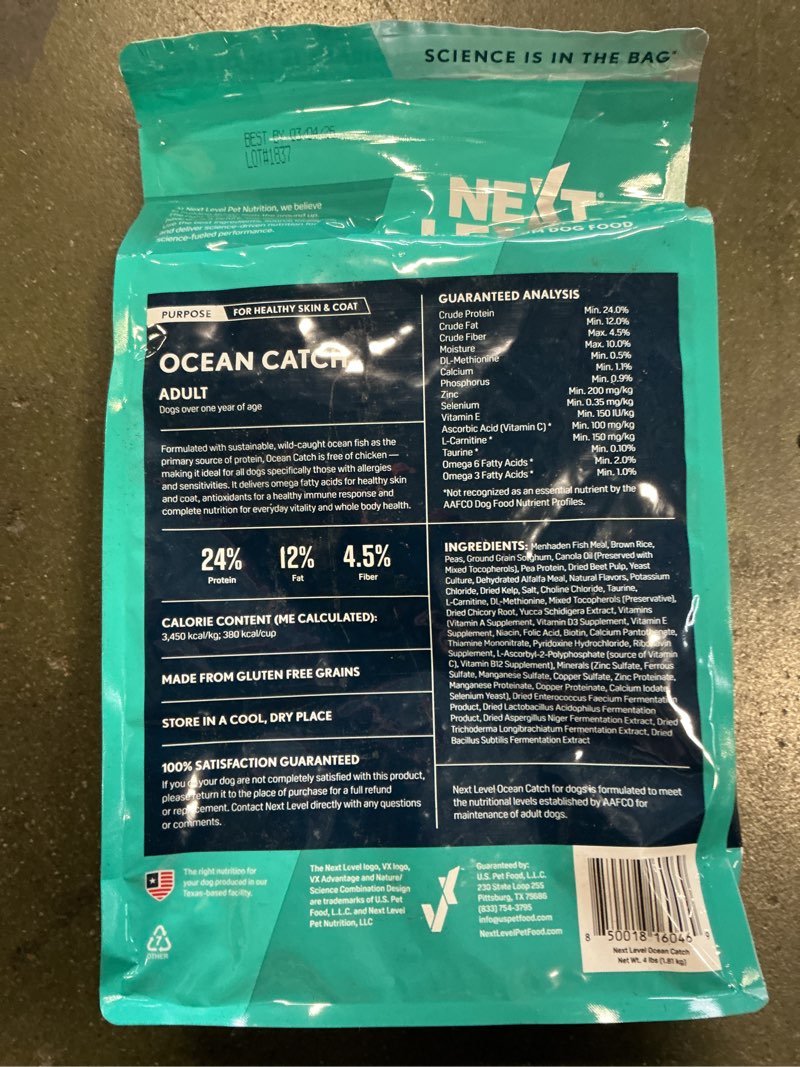 SCIENCE IS IN THE BAG*
BEST BY 03/04/26
LOT#1837
Next Level Pet Nutrition, we believe
and deliver science-driven nutrition for
science-fueled performance.
NEXT
DOG FOOD
PURPOSE FOR HEALTHY SKIN & COAT
OCEAN CATCH
ADULT
Dogs over one year of age
Formulated with sustainable, wild-caught ocean fish as the
primary source of protein, Ocean Catch is free of chicken —
making it ideal for all dogs specifically those with allergies
and sensitivities. It delivers omega fatty acids for healthy skin
and coat, antioxidants for a healthy immune response and
complete nutrition for everyday vitality and whole body health.
24% 12% 4.5%
Protein Fat Fiber
CALORIE CONTENT (ME CALCULATED):
3,450 kcal/kg; 380 kcal/cup
MADE FROM GLUTEN FREE GRAINS
STORE IN A COOL, DRY PLACE
100% SATISFACTION GUARANTEED
If you or your dog are not completely satisfied with this product,
please return it to the place of purchase for a full refund
or replacement. Contact Next Level directly with any questions
or comments.
GUARANTEED ANALYSIS
Crude Protein Min. 24.0%
Crude Fat Min. 12.0%
Crude Fiber Max. 4.5%
Moisture Max. 10.0%
DL-Methionine Min. 0.5%
Calcium Min. 1.1%
Phosphorus Min. 0.9%
Zinc Min. 200 mg/kg
Selenium Min. 0.35 mg/kg
Vitamin E Min. 150 IU/kg
Ascorbic Acid (Vitamin C)* Min. 100 mg/kg
L-Carnitine* Min. 150 mg/kg
Taurine* Min. 0.10%
Omega 6 Fatty Acids* Min. 2.0%
Omega 3 Fatty Acids* Min. 1.0%
*Not recognized as an essential nutrient by the
AAFCO Dog Food Nutrient Profiles.
INGREDIENTS: Menhaden Fish Meal, Brown Rice,
Peas, Ground Grain Sorghum, Canola Oil (Preserved with
Mixed Tocopherols), Pea Protein, Dried Beet Pulp, Yeast
Culture, Dehydrated Alfalfa Meal, Natural Flavors, Potassium
Chloride, Dried Kelp, Salt, Choline Chloride, Taurine,
L-Carnitine, DL-Methionine, Mixed Tocopherols (Preservative),
Dried Chicory Root, Yucca Schidigera Extract, Vitamins
(Vitamin A Supplement, Vitamin D3 Supplement, Vitamin E
Supplement, Niacin, Folic Acid, Biotin, Calcium Pantothenate,
Thiamine Mononitrate, Pyridoxine Hydrochloride, Riboflavin
Supplement, L-Ascorbyl-2-Polyphosphate (source of Vitamin
C), Vitamin B12 Supplement), Minerals (Zinc Sulfate, Ferrous
Sulfate, Manganese Sulfate, Copper Sulfate, Zinc Proteinate,
Manganese Proteinate, Copper Proteinate, Calcium Iodate,
Selenium Yeast), Dried Enterococcus Faecium Fermentation
Product, Dried Lactobacillus Acidophilus Fermentation
Product, Dried Aspergillus Niger Fermentation Extract, Dried
Trichoderma Longibrachiatum Fermentation Extract, Dried
Bacillus Subtilis Fermentation Extract
Next Level Ocean Catch for dogs is formulated to meet
the nutritional levels established by AAFCO for
maintenance of adult dogs.
The right nutrition for
your dog produced in our
Texas-based facility.
7
OTHER
The Next Level logo, VX logo,
VX Advantage and Nature/
Science Combination Design
are trademarks of U.S. Pet
Food, L.L.C. and Next Level
Pet Nutrition, LLC
Guaranteed by:
U.S. Pet Food, L.L.C.
230 State Loop 255
Pittsburg, TX 75686
(833) 754-3795
info@uspetfood.com
NextLevelPetFood.com
8 50018 16046 9
Next Level Ocean Catch
Net Wt. 4 lbs (1.81 kg)